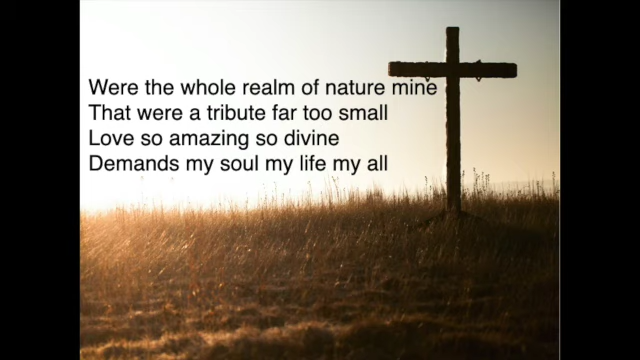 Were the whole realm of nature mine
That were a tribute far too small
Love so amazing so divine
Demands my soul my life my all